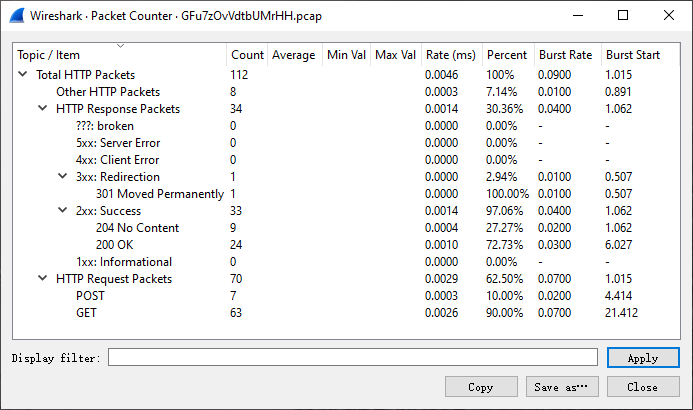 Wireshark · Packet Counter · GFu7zOvVdtbUMrHH.pcap
Topic / Item Count Average Min Val Max Val Rate (ms) Percent Burst Rate Burst Start
Total HTTP Packets 112 0.0046 100% 0.0900 1.015
Other HTTP Packets 8 0.0003 7.14% 0.0100 0.891
HTTP Response Packets 34 0.0014 30.36% 0.0400 1.062
???: broken 0 0.0000 0.00% - -
5xx: Server Error 0 0.0000 0.00% - -
4xx: Client Error 0 0.0000 0.00% - -
3xx: Redirection 1 0.0000 2.94% 0.0100 0.507
301 Moved Permanently 1 0.0000 100.00% 0.0100 0.507
2xx: Success 33 0.0014 97.06% 0.0400 1.062
204 No Content 9 0.0004 27.27% 0.0200 1.062
200 OK 24 0.0010 72.73% 0.0300 6.027
1xx: Informational 0 0.0000 0.00% - -
HTTP Request Packets 70 0.0029 62.50% 0.0700 1.015
POST 7 0.0003 10.00% 0.0200 4.414
GET 63 0.0026 90.00% 0.0700 21.412
Display filter: Apply
Copy Save as… Close